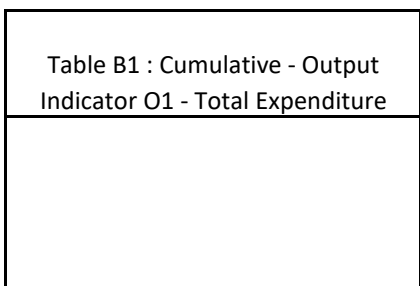 Table B1 : Cumulative - Output
Indicator O1 - Total Expenditure